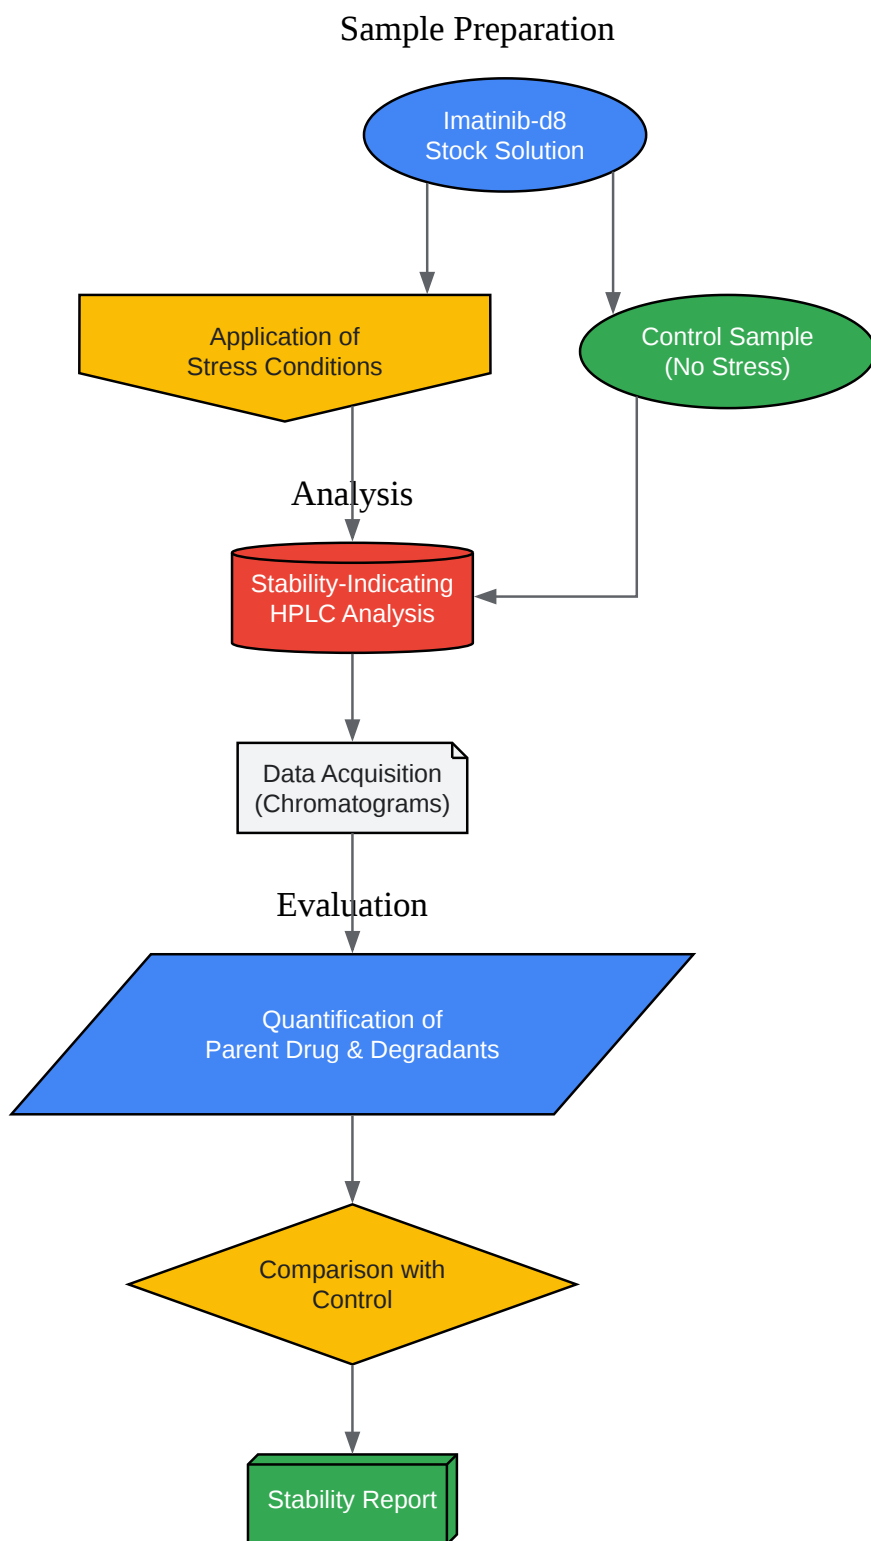 Sample Preparation
Imatinib-d8
Stock Solution
Application of
Stress Conditions
Control Sample
(No Stress)
Analysis
Stability-Indicating
HPLC Analysis
Data Acquisition
(Chromatograms)
Evaluation
Quantification of
Parent Drug & Degradants
Comparison with
Control
Stability Report